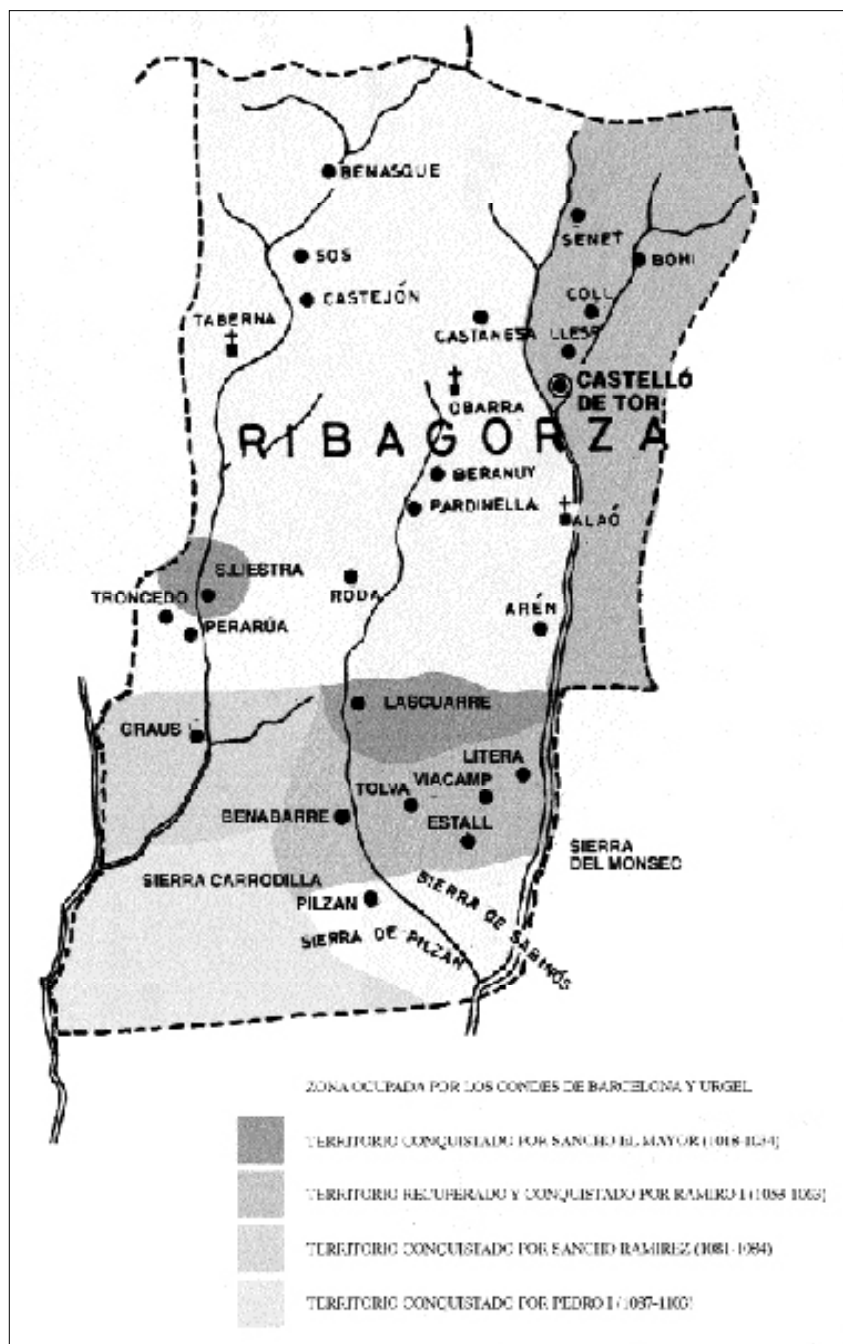 BENASQUE
SENET
SOS
BOHI
CASTEJÓN
COLL
TABERNA
CASTANESA
LLESP
CASTELLÓ
DE TOR
OBARRA
RIBAGORZA
BERANUY
PARDINELLA
ALAÓ
S.LIESTRA
TRONCEDO
RODA
ARÉN
PERARÚA
LASCUARRE
GRAUS
LITERA
VIACAMP
TOLVA
BENABARRE
ESTALL
SIERRA
DEL MONSEC
SIERRA CARRODILLA
SIERRA DE SABINÓS
PILZAN
SIERRA DE PILZAN
ZONA OCUPADA POR LOS CONDES DE BARCELONA Y URGEL
TERRITORIO CONQUISTADO POR SANCHO EL MAYOR
TERRITORIO RECUPERADO Y CONQUISTADO POR RAMIRO I
TERRITORIO CONQUISTADO POR SANCHO RAMIREZ (1081-1084)
TERRITORIO CONQUISTADO POR PEDRO I